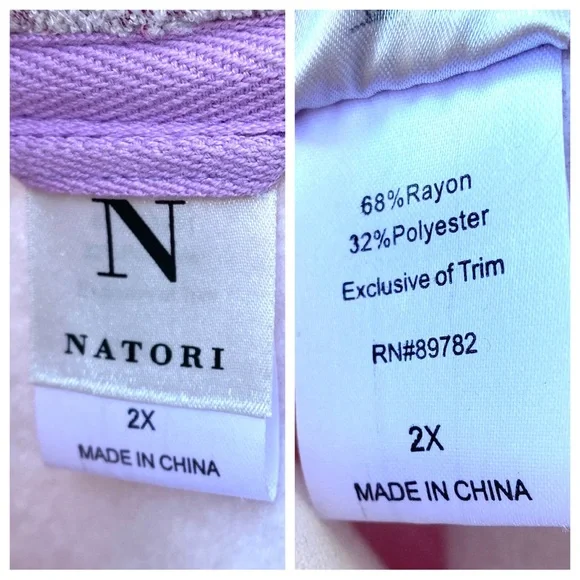 N
NATORI
2X
MADE IN CHINA
68%Rayon
32%Polyester
Exclusive of Trim
RN#89782
2X
MADE IN CHINA